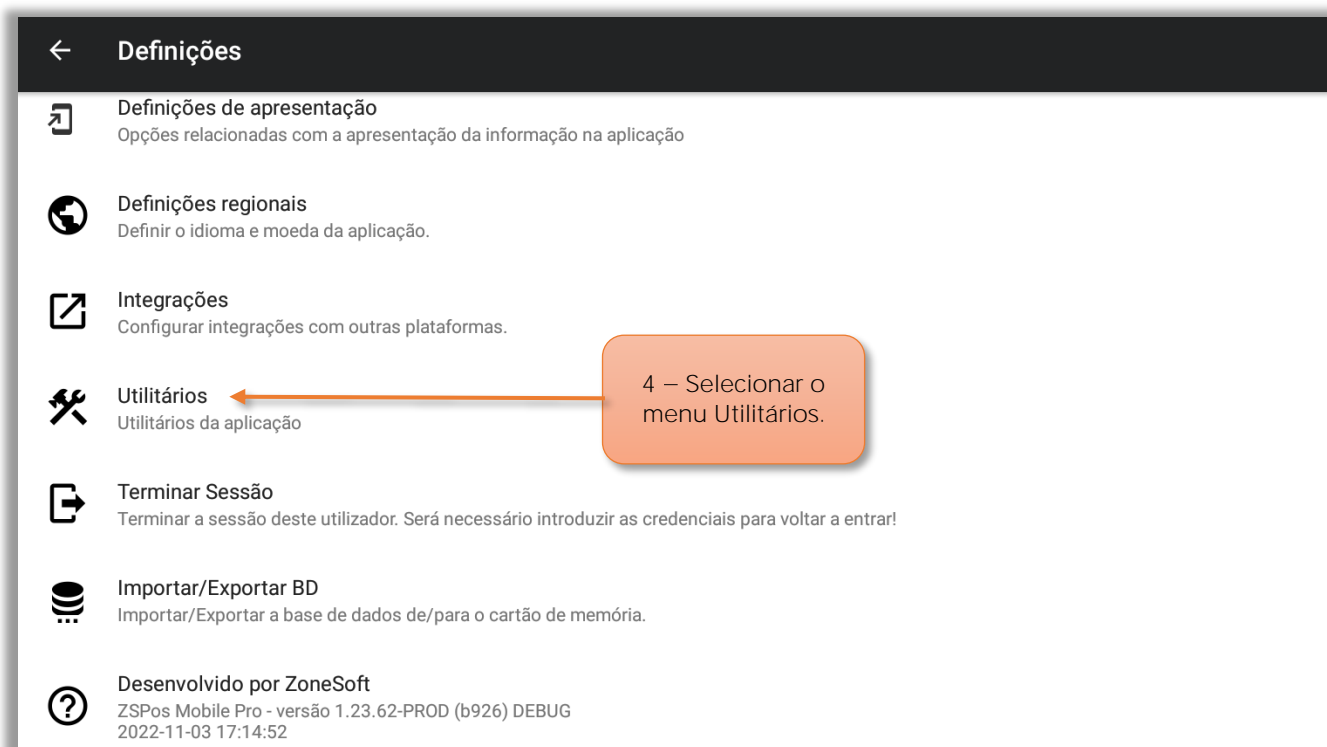 Definições
Definições de apresentação
Opções relacionadas com a apresentação da informação na aplicação
Definições regionais
Definir o idioma e moeda da aplicação.
Integrações
Configurar integrações com outras plataformas.
Utilitários
Utilitários da aplicação
4 – Selecionar o
menu Utilitários.
Terminar Sessão
Terminar a sessão deste utilizador. Será necessário introduzir as credenciais para voltar a entrar!
Importar/Exportar BD
Importar/Exportar a base de dados de/para o cartão de memória.
Desenvolvido por ZoneSoft
ZSPos Mobile Pro - versão 1.23.62-PROD (b926) DEBUG
2022-11-03 17:14:52